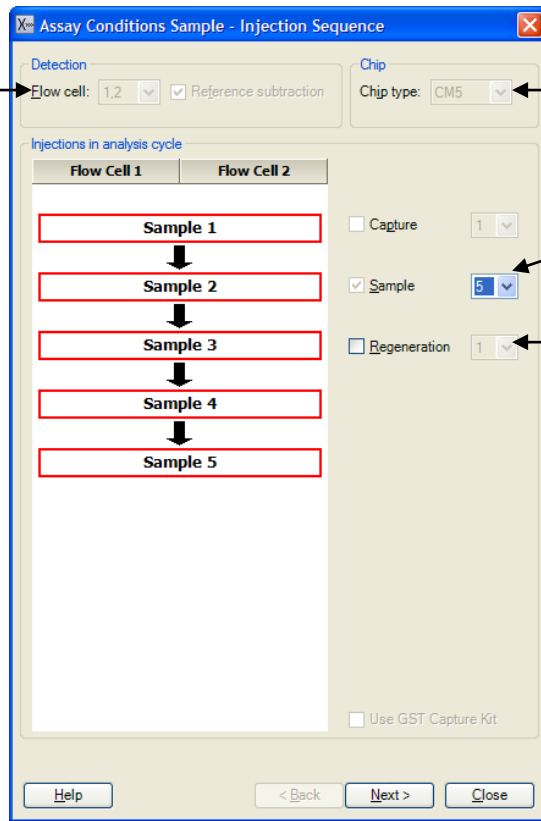 Assay Conditions Sample - Injection Sequence
Detection
Flow cell: 1,2 Reference subtraction
Chip
Chip type: CM5
Injections in analysis cycle
Flow Cell 1 Flow Cell 2
Sample 1
Capture 1
Sample 2
Sample 5
Sample 3
Regeneration 1
Sample 4
Sample 5
Use GST Capture Kit
Help < Back Next > Close